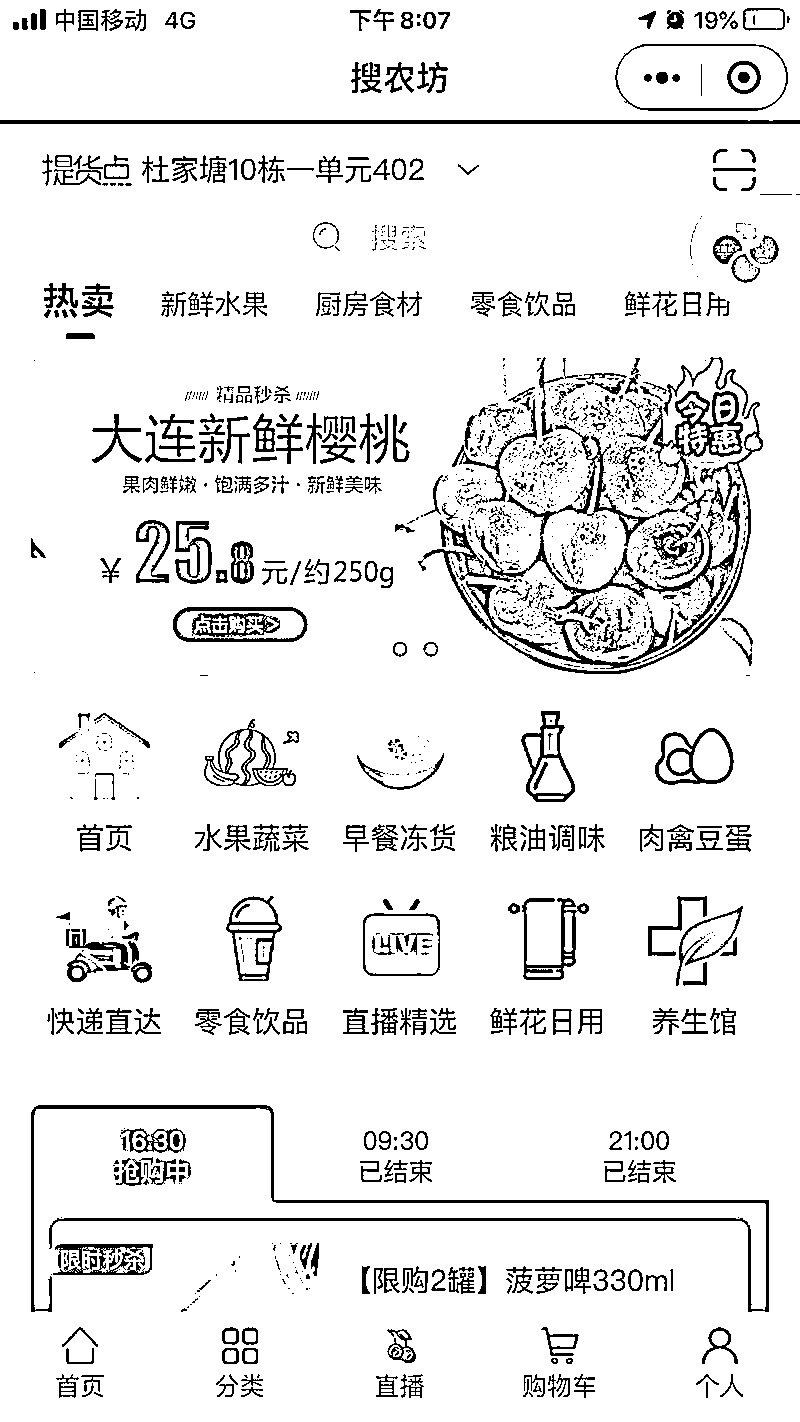 中国移动 4G 下午8:07 19%
搜农坊
提货点 杜家塘10栋一单元402
搜索
热卖 新鲜水果 厨房食材 零食饮品 鲜花日用
精品秒杀
今日
特惠
大连新鲜樱桃
果肉鲜嫩·饱满多汁·新鲜美味
¥ 25.8元/约250g
点击购买>
首页 水果蔬菜 早餐冻货 粮油调味 肉禽豆蛋
LIVE
快递直达 零食饮品 直播精选 鲜花日用 养生馆
16:30 09:30 21:00
抢购中 已结束 已结束
限时秒杀
【限购2罐】菠萝啤330ml
首页 分类 直播 购物车 个人